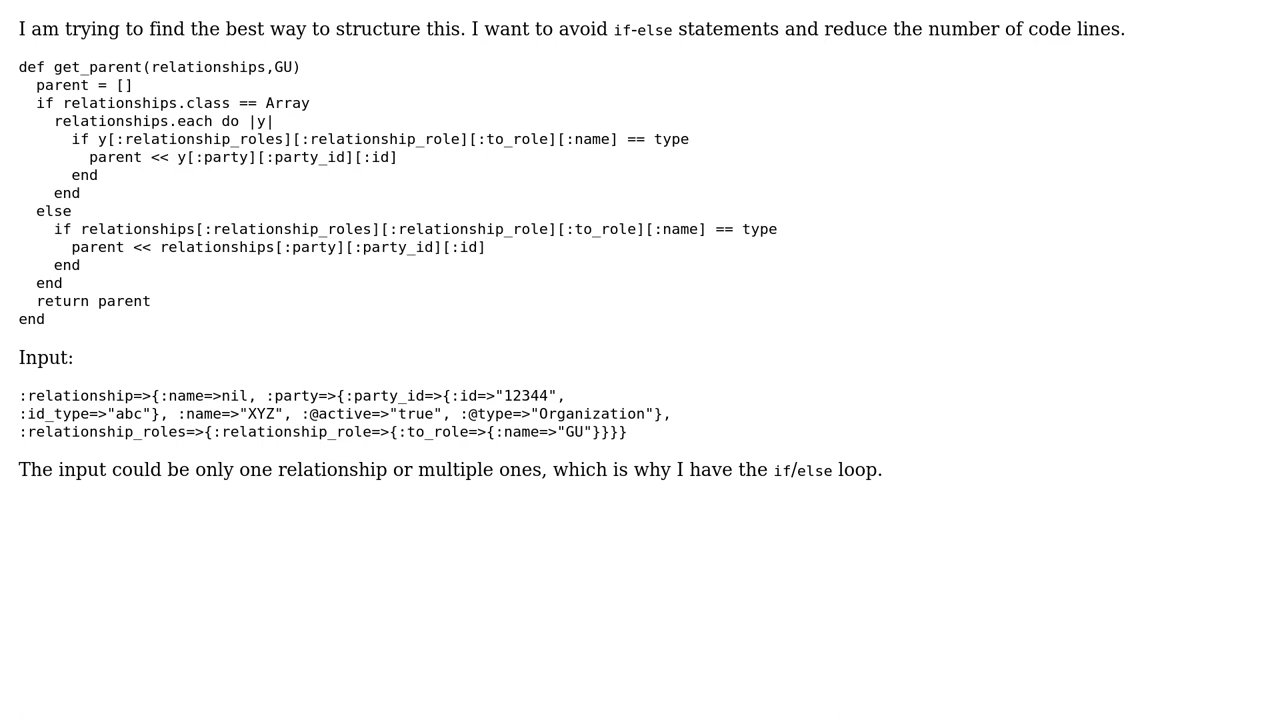 I am trying to find the best way to structure this. I want to avoid if-else statements and reduce the number of code lines.
def get_parent(relationships,GU)
  parent = []
  if relationships.class == Array
    relationships.each do |y|
      if y[:relationship_roles][:relationship_role][:to_role][:name] == type
        parent << y[:party][:party_id][:id]
      end
    end
  else
    if relationships[:relationship_roles][:relationship_role][:to_role][:name] == type
      parent << relationships[:party][:party_id][:id]
    end
  end
  return parent
end
Input:
:relationship=>{:name=>nil, :party=>{:party_id=>{:id=>"12344",
:id_type=>"abc"}, :name=>"XYZ", :@active=>"true", :@type=>"Organization"},
:relationship_roles=>{:relationship_role=>{:to_role=>{:name=>"GU"}}}}
The input could be only one relationship or multiple ones, which is why I have the if/else loop.